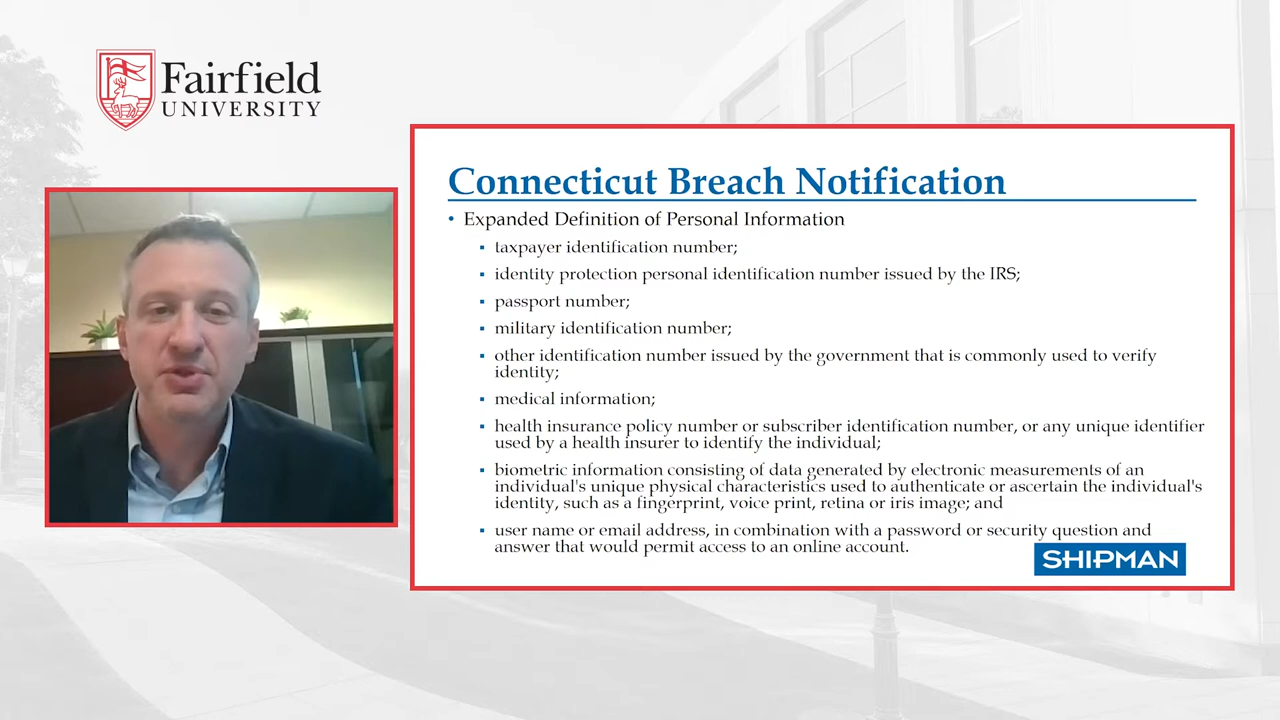 Fairfield
UNIVERSITY
Connecticut Breach Notification
• Expanded Definition of Personal Information
▪ taxpayer identification number;
▪ identity protection personal identification number issued by the IRS;
▪ passport number;
▪ military identification number;
▪ other identification number issued by the government that is commonly used to verify
identity;
▪ medical information;
▪ health insurance policy number or subscriber identification number, or any unique identifier
used by a health insurer to identify the individual;
▪ biometric information consisting of data generated by electronic measurements of an
individual's unique physical characteristics used to authenticate or ascertain the individual's
identity, such as a fingerprint, voice print, retina or iris image; and
▪ user name or email address, in combination with a password or security question and
answer that would permit access to an online account.
SHIPMAN